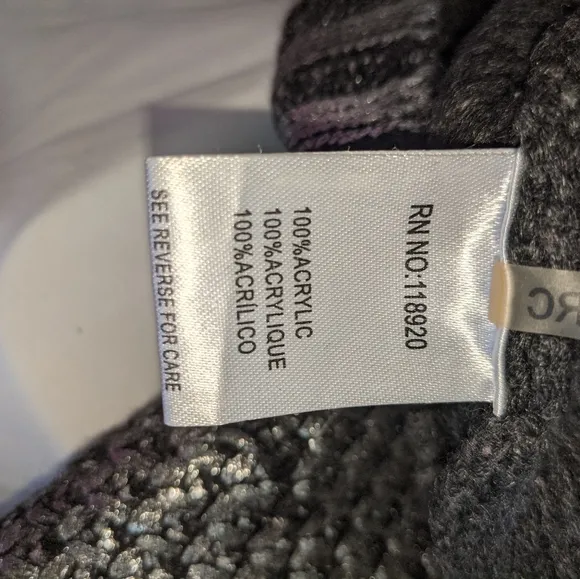 RN NO:118920
100%ACRYLIC
100%ACRYLIQUE
100%ACRÍLICO
SEE REVERSE FOR CARE